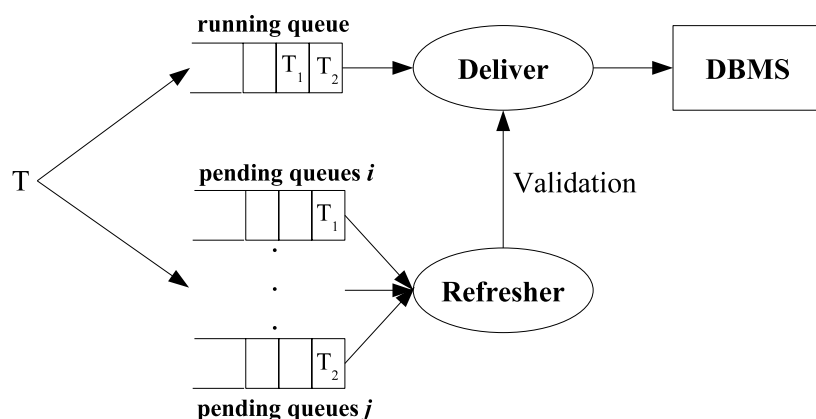 running queue
T₁ T₂
Deliver
DBMS
T
pending queues i
T₁
Validation
Refresher
T₂
pending queues j